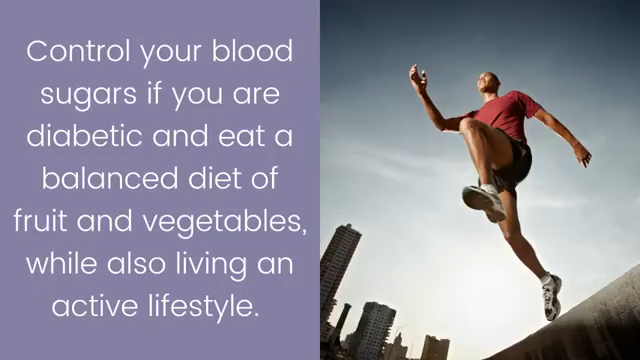 Control your blood
sugars if you are
diabetic and eat a
balanced diet of
fruit and vegetables,
while also living an
active lifestyle.